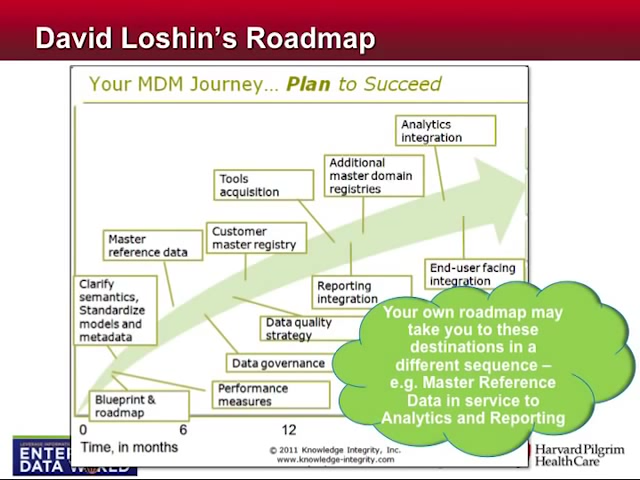 David Loshin's Roadmap
Your MDM Journey... Plan to Succeed
Analytics
integration
Additional
master domain
registries
Tools
acquisition
Customer
master registry
Master
reference data
End-user facing
integration
Clarify
semantics,
Standardize
models and
metadata
Reporting
integration
Data quality
strategy
Data governance
Performance
measures
Blueprint &
roadmap
Your own roadmap may
take you to these
destinations in a
different sequence –
e.g. Master Reference
Data in service to
Analytics and Reporting
0 6 12
Time, in months
© 2011 Knowledge Integrity, Inc.
www.knowledge-integrity.com
DATA
Harvard Pilgrim
HealthCare